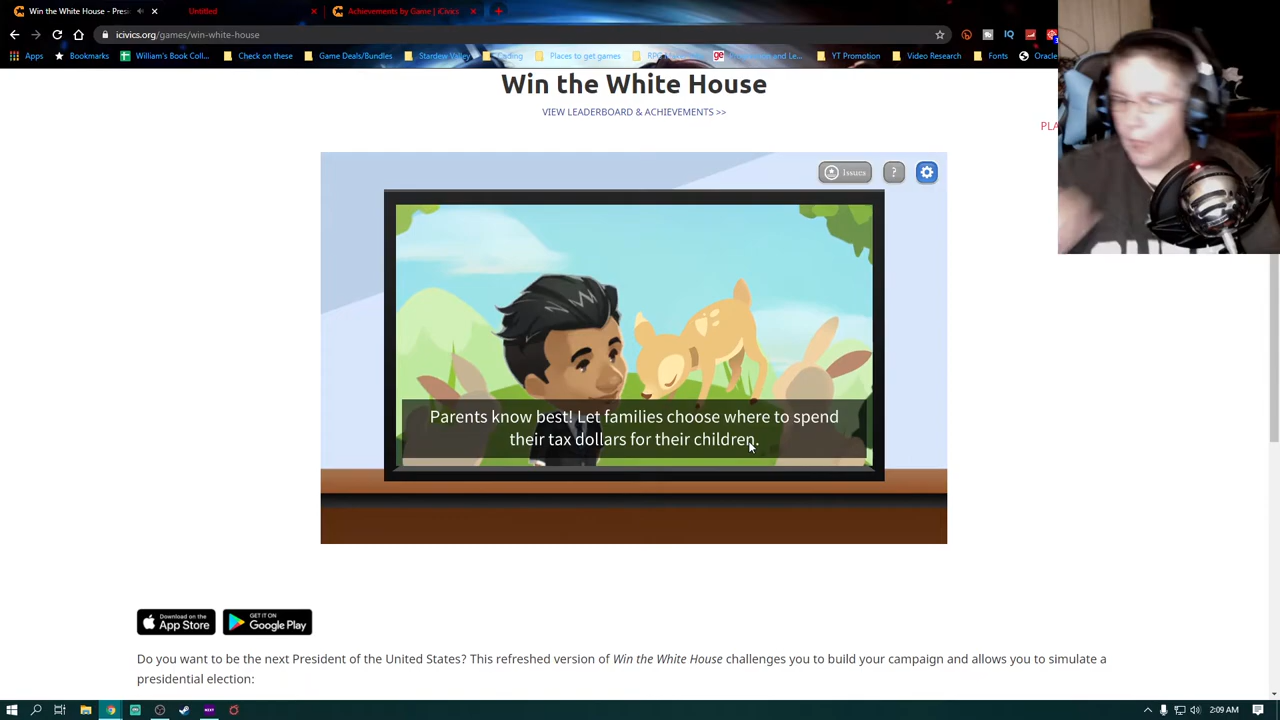 Win the White House - Pres
Untitled
Achievements by Game | iCivics
icivics.org/games/win-white-house
Apps
Bookmarks
William's Book Coll...
Check on these
Game Deals/Bundles
Stardew Valley
Places to get games
YT Promotion
Video Research
Fonts
Oracle
Win the White House
VIEW LEADERBOARD & ACHIEVEMENTS >>
PLA
Issues
?
Parents know best! Let families choose where to spend
their tax dollars for their children.
Download on the
App Store
GET IT ON
Google Play
Do you want to be the next President of the United States? This refreshed version of Win the White House challenges you to build your campaign and allows you to simulate a
presidential election:
2:09 AM